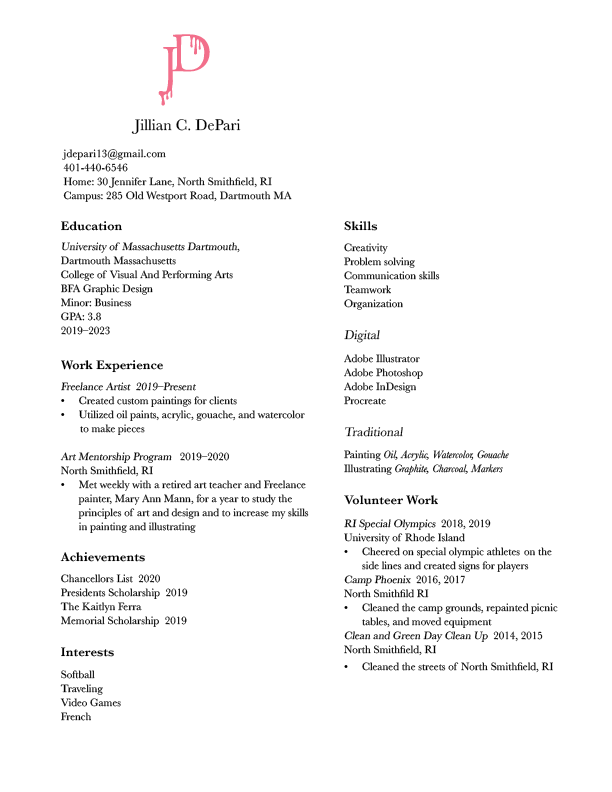 JD
Jillian C. DePari
jdepari13@gmail.com
401-440-6546
Home: 30 Jennifer Lane, North Smithfield, RI
Campus: 285 Old Westport Road, Dartmouth MA
Education
University of Massachusetts Dartmouth,
Dartmouth Massachusetts
College of Visual And Performing Arts
BFA Graphic Design
Minor: Business
GPA: 3.8
2019–2023
Work Experience
Freelance Artist 2019–Present
• Created custom paintings for clients
• Utilized oil paints, acrylic, gouache, and watercolor
to make pieces
Art Mentorship Program 2019–2020
North Smithfield, RI
• Met weekly with a retired art teacher and Freelance
painter, Mary Ann Mann, for a year to study the
principles of art and design and to increase my skills
in painting and illustrating
Achievements
Chancellors List 2020
Presidents Scholarship 2019
The Kaitlyn Ferra
Memorial Scholarship 2019
Interests
Softball
Traveling
Video Games
French
Skills
Creativity
Problem solving
Communication skills
Teamwork
Organization
Digital
Adobe Illustrator
Adobe Photoshop
Adobe InDesign
Procreate
Traditional
Painting Oil, Acrylic, Watercolor, Gouache
Illustrating Graphite, Charcoal, Markers
Volunteer Work
RI Special Olympics 2018, 2019
University of Rhode Island
• Cheered on special olympic athletes on the
side lines and created signs for players
Camp Phoenix 2016, 2017
North Smithfild RI
• Cleaned the camp grounds, repainted picnic
tables, and moved equipment
Clean and Green Day Clean Up 2014, 2015
North Smithfield, RI
• Cleaned the streets of North Smithfield, RI